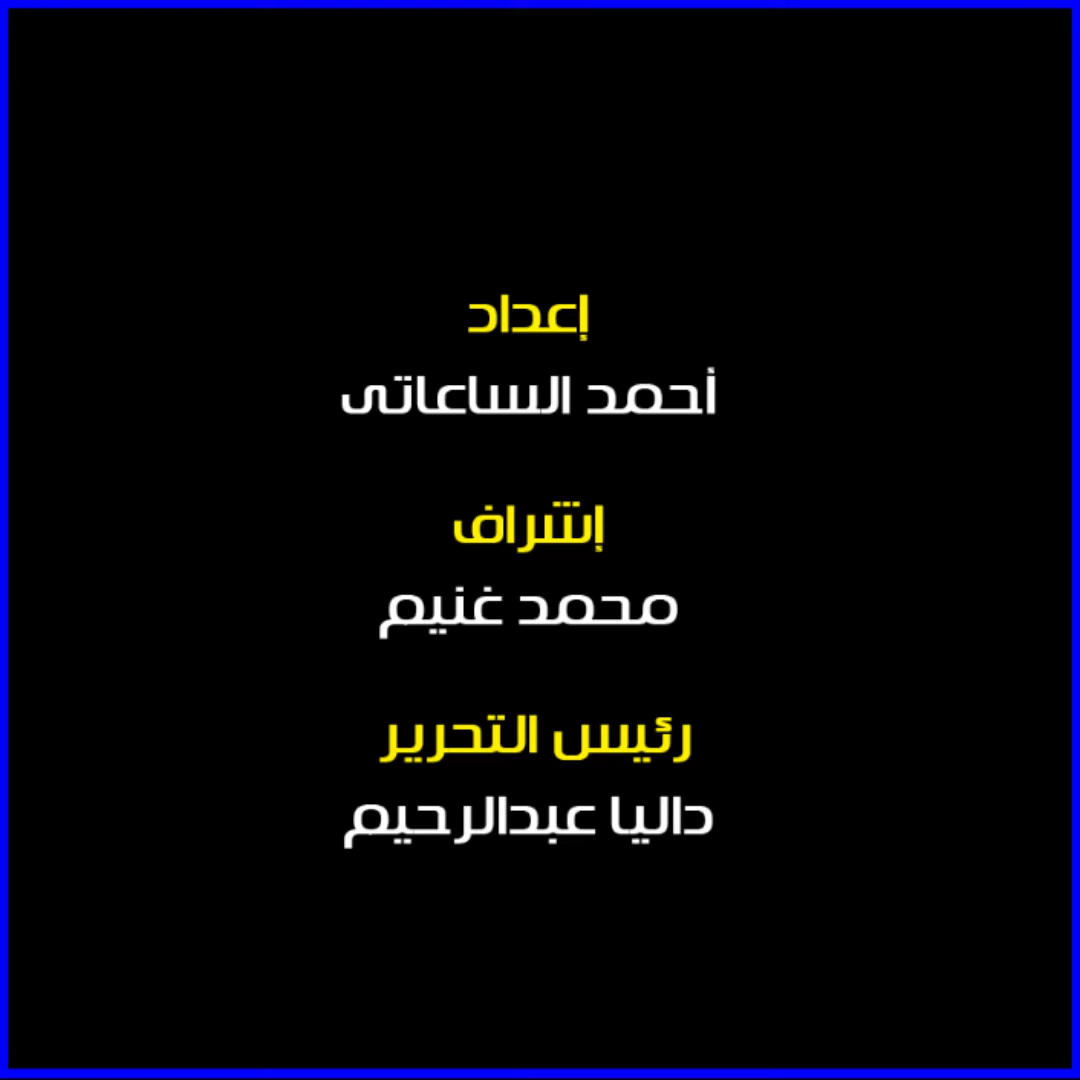 إعداد
أحمد الساعاتى
إشراف
محمد غنيم
رئيس التحرير
داليا عبدالرحيم